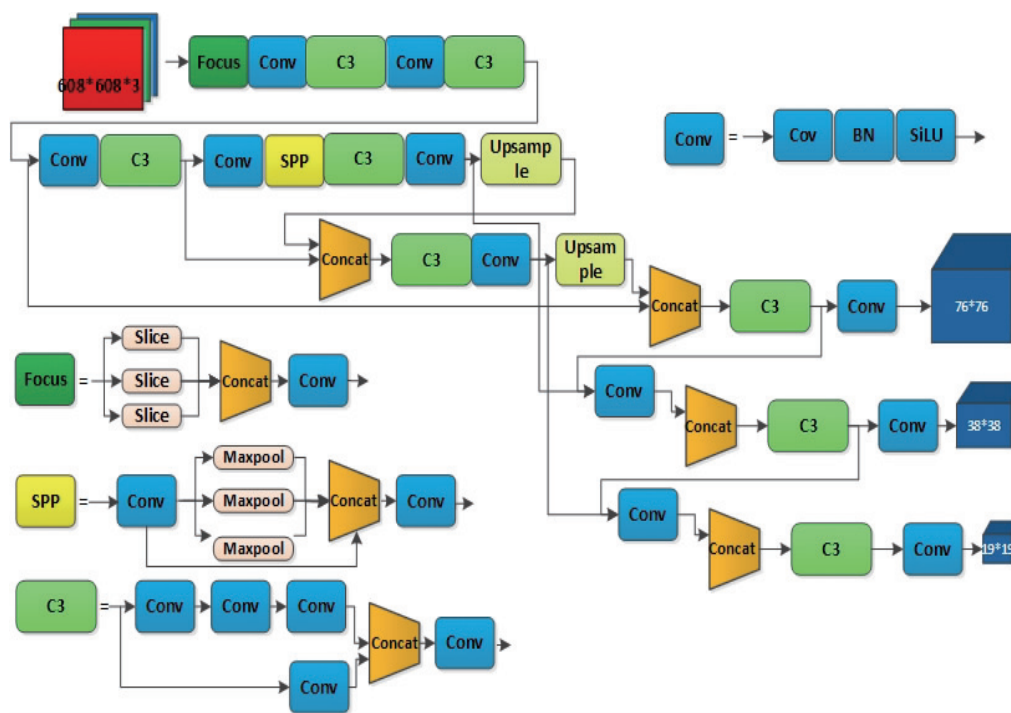 608*608*3
Focus
Conv
C3
Conv
C3
Conv
=
Cov
BN
SiLU
Conv
C3
Conv
SPP
C3
Conv
Upsamp
le
Concat
C3
Conv
Upsam
ple
Concat
C3
Conv
76*76
Focus
=
Slice
Slice
Slice
Concat
Conv
Conv
Concat
C3
Conv
38*38
SPP
=
Conv
Maxpool
Maxpool
Maxpool
Concat
Conv
Conv
Concat
C3
Conv
19*19
C3
=
Conv
Conv
Conv
Conv
Concat
Conv